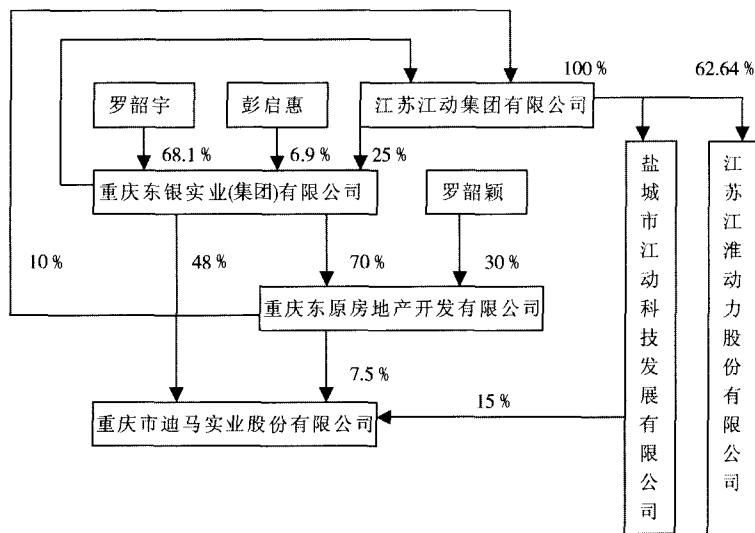 100%
62.64%
罗韶宇
彭启惠
江苏江动集团有限公司
68.1%
6.9%
25%
重庆东银实业(集团)有限公司
罗韶颖
10%
48%
70%
30%
重庆东原房地产开发有限公司
7.5%
15%
重庆市迪马实业股份有限公司
盐城市江动科技发展有限公司
江苏江淮动力股份有限公司